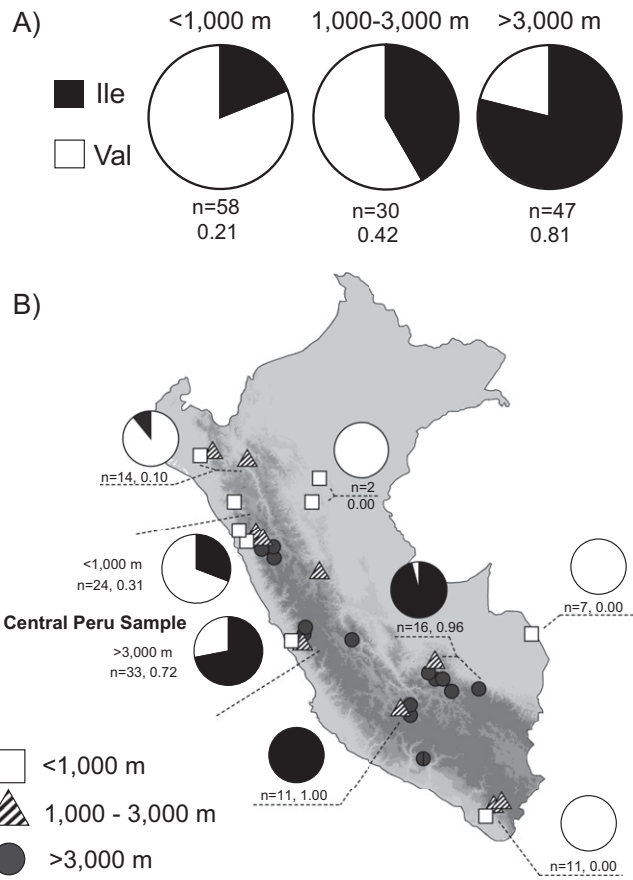 A)
<1,000 m 1,000-3,000 m >3,000 m
Ile
Val
n=58 n=30 n=47
0.21 0.42 0.81
B)
n=14, 0.10
n=2
0.00
<1,000 m
n=24, 0.31
Central Peru Sample
>3,000 m
n=33, 0.72
n=16, 0.96
n=7, 0.00
n=11, 1.00
n=11, 0.00
<1,000 m
1,000 - 3,000 m
>3,000 m